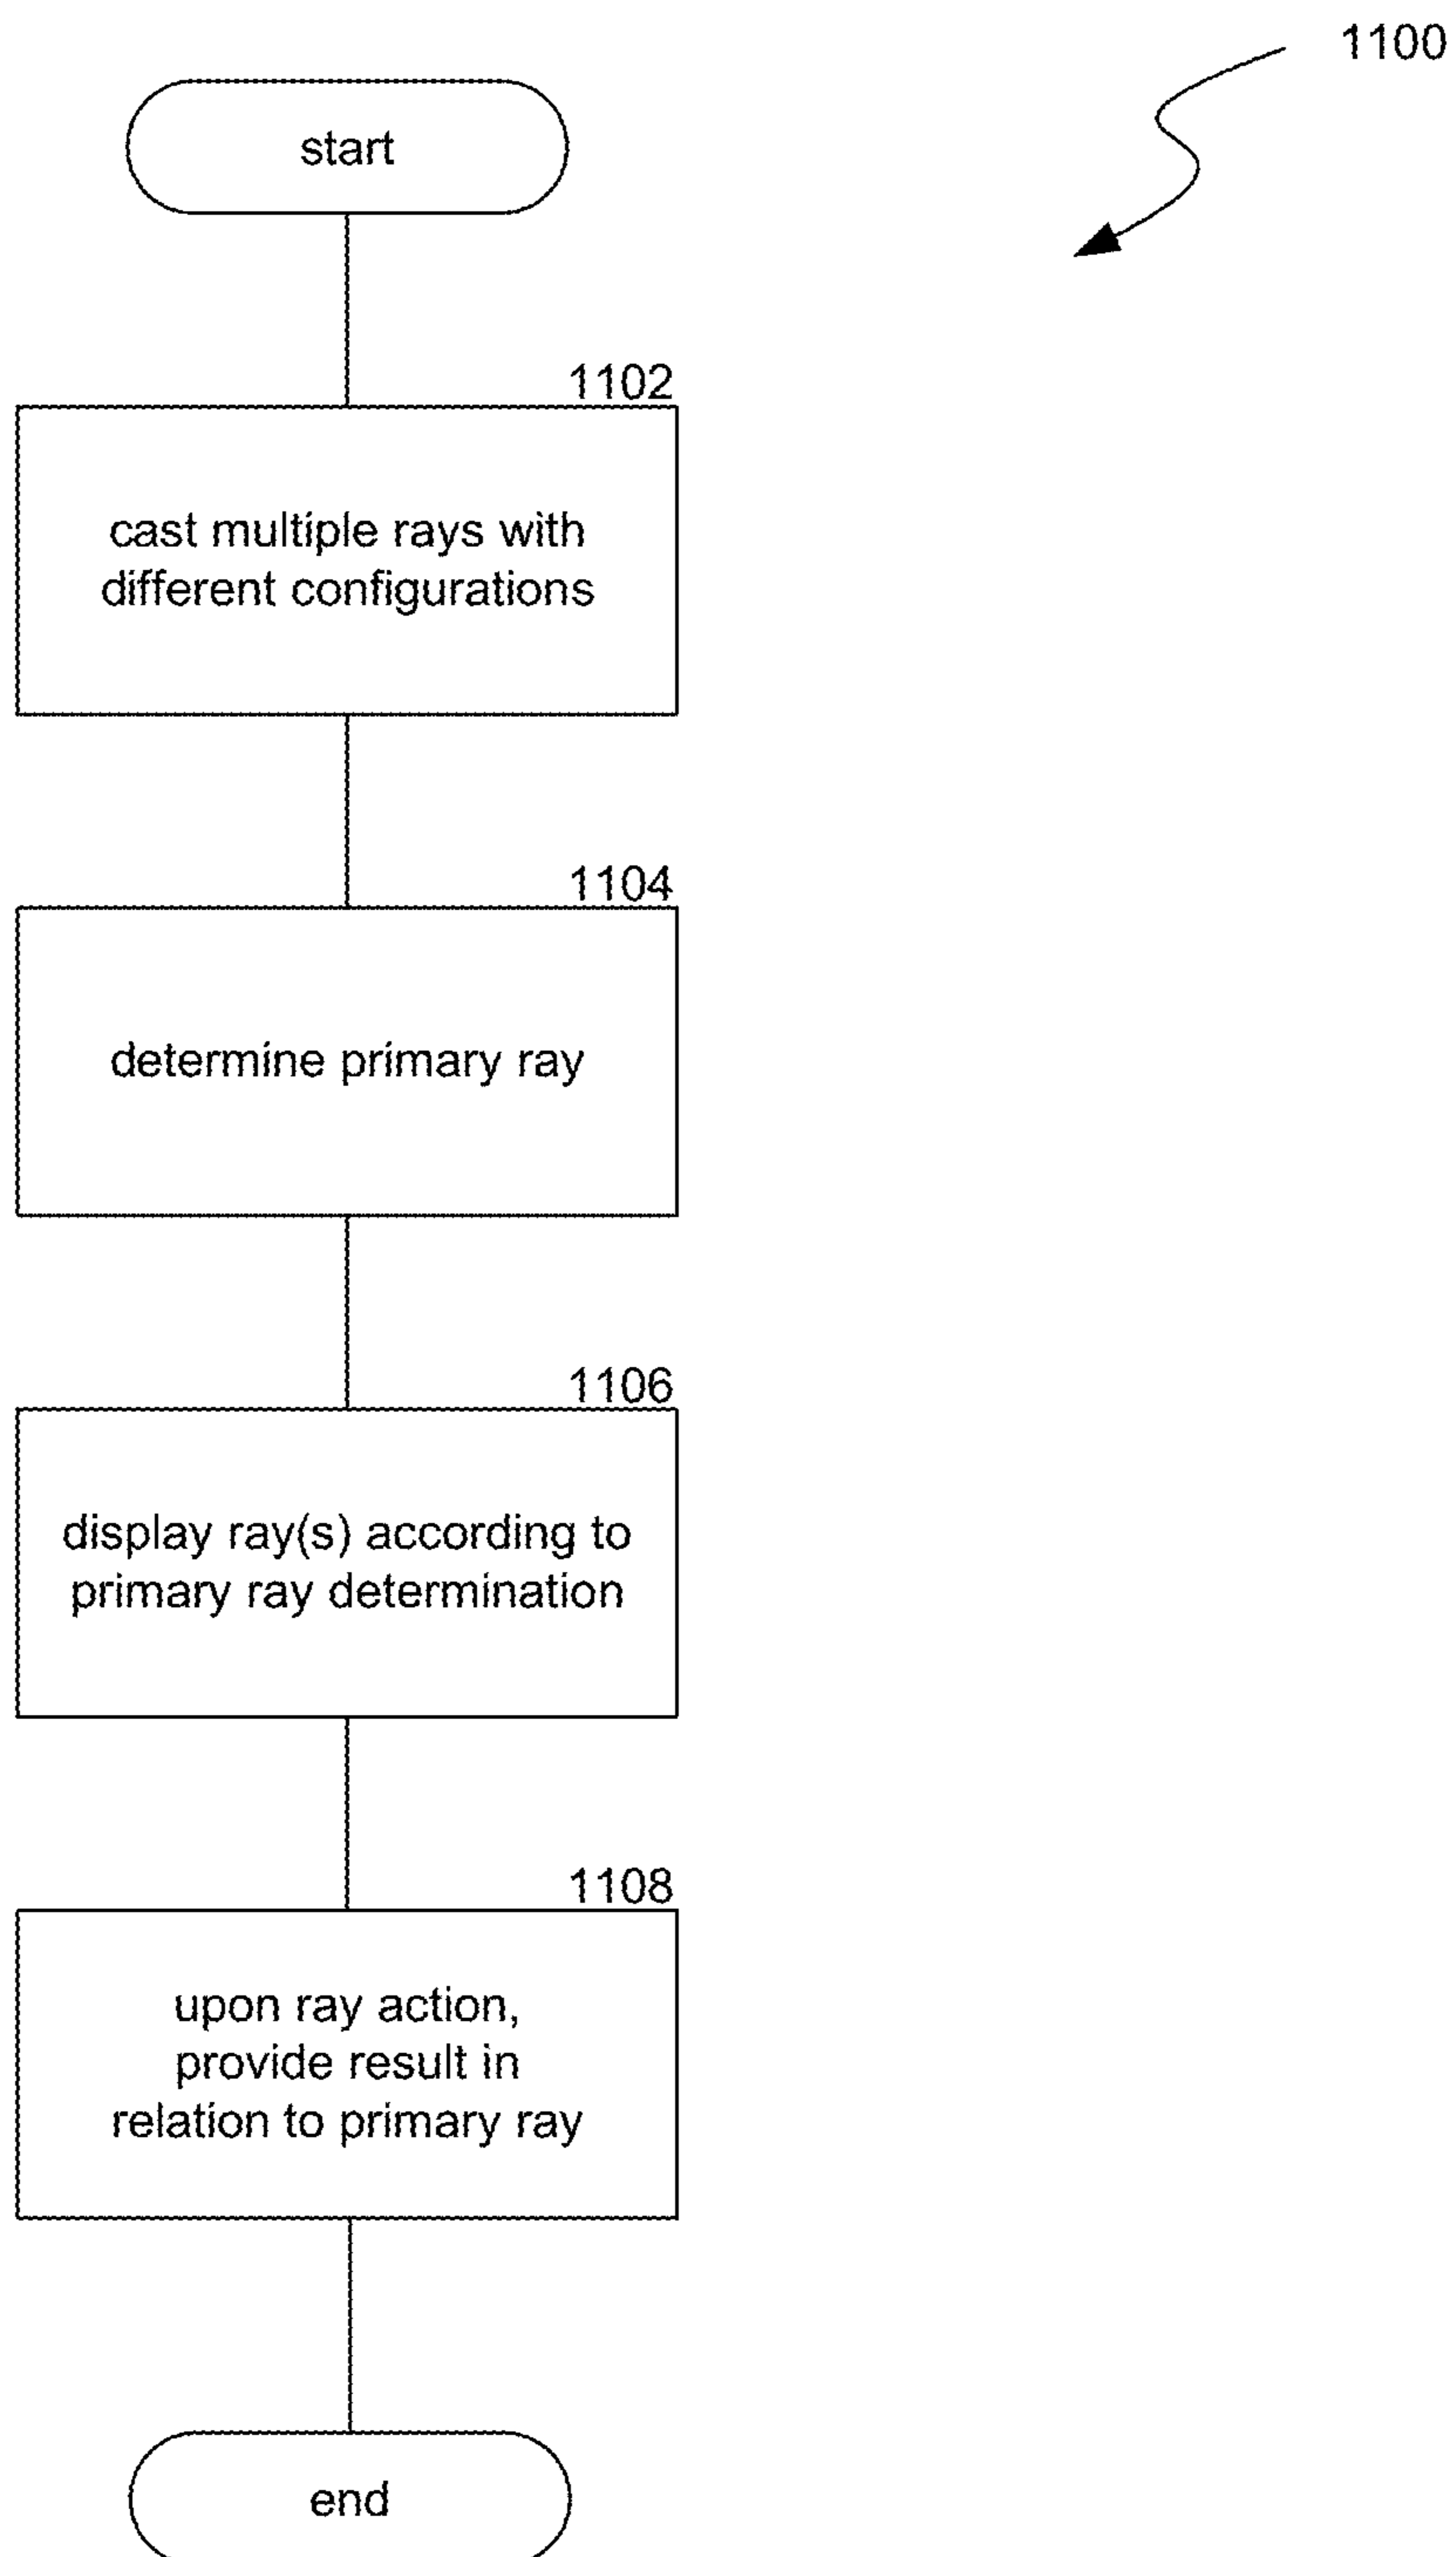 1100
start
1102
cast multiple rays with
different configurations
1104
determine primary ray
1106
display ray(s) according to
primary ray determination
1108
upon ray action,
provide result in
relation to primary ray
end